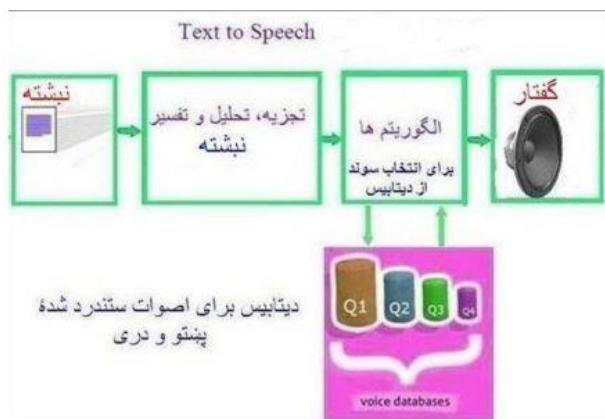 Text to Speech
نبشته
تجزیه، تحلیل و تفسیر
نبشته
الگوریتم ها
برای انتخاب سوند
از دیتابیس
گفتار
دیتابیس برای اصوات ستندرد شدهٔ
پښتو و دری
Q1 Q2 Q3 Q4
voice databases